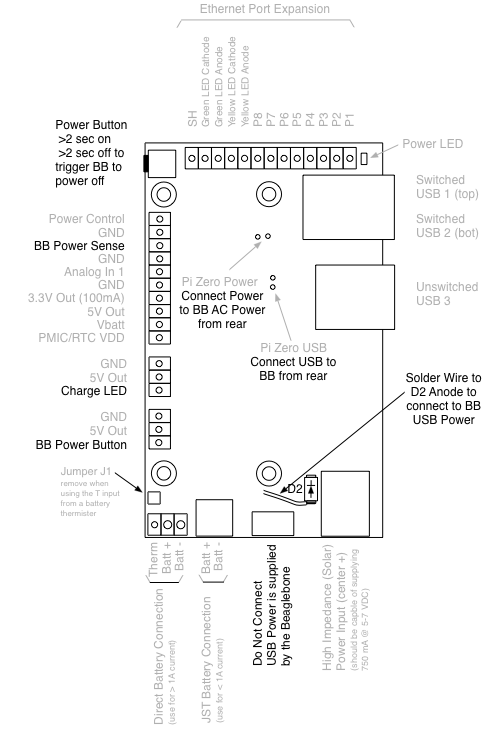 Ethernet Port Expansion
SH
Green LED Cathode
Green LED Anode
Yellow LED Cathode
Yellow LED Anode
P8
P7
P6
P5
P4
P3
P2
P1
Power Button
>2 sec on
>2 sec off to
trigger BB to
power off
Power LED
Switched
USB 1 (top)
Switched
USB 2 (bot)
Unswitched
USB 3
Power Control
GND
BB Power Sense
GND
Analog In 1
GND
3.3V Out (100mA)
5V Out
Vbatt
PMIC/RTC VDD
Pi Zero Power
Connect Power
to BB AC Power
from rear
Pi Zero USB
Connect USB to
BB from rear
GND
5V Out
Charge LED
Solder Wire to
D2 Anode to
connect to BB
USB Power
GND
5V Out
BB Power Button
Jumper J1
remove when
using the T input
from a battery
thermister
D2
Therm
Batt +
Batt -
Direct Battery Connection
(use for > 1A current)
Batt +
Batt -
JST Battery Connection
(use for < 1A current)
Do Not Connect
USB Power is supplied
by the Beaglebone
High Impedance (Solar)
Power Input (center +)
(should be capble of supplying
750 mA @ 5-7 VDC)